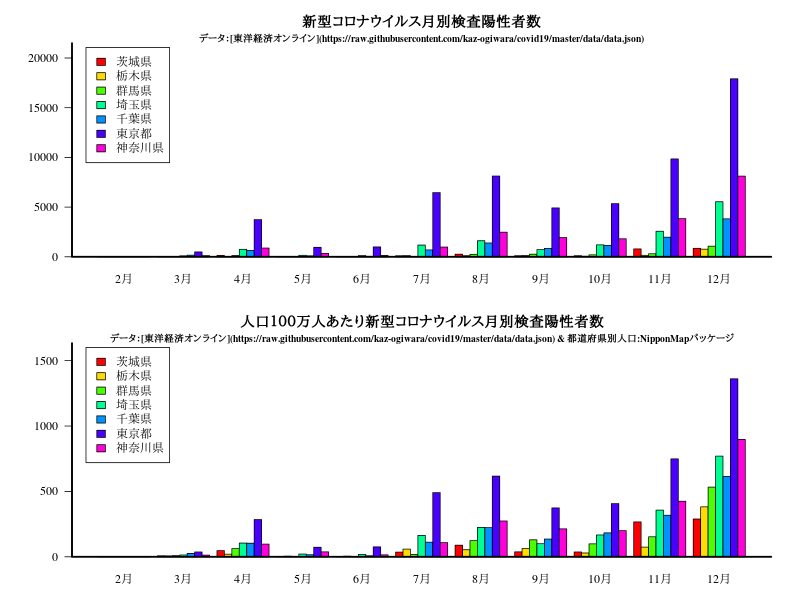 新型コロナウイルス月別検査陽性者数
データ:[東洋経済オンライン](https://raw.githubusercontent.com/kaz-ogiwara/covid19/master/data/data.json)
20000
15000
10000
5000
0
茨城県
栃木県
群馬県
埼玉県
千葉県
東京都
神奈川県
2月 3月 4月 5月 6月 7月 8月 9月 10月 11月 12月
人口100万人あたり新型コロナウイルス月別検査陽性者数
データ:[東洋経済オンライン](https://raw.githubusercontent.com/kaz-ogiwara/covid19/master/data/data.json) & 都道府県別人口:NipponMapパッケージ
1500
1000
500
0
茨城県
栃木県
群馬県
埼玉県
千葉県
東京都
神奈川県
2月 3月 4月 5月 6月 7月 8月 9月 10月 11月 12月